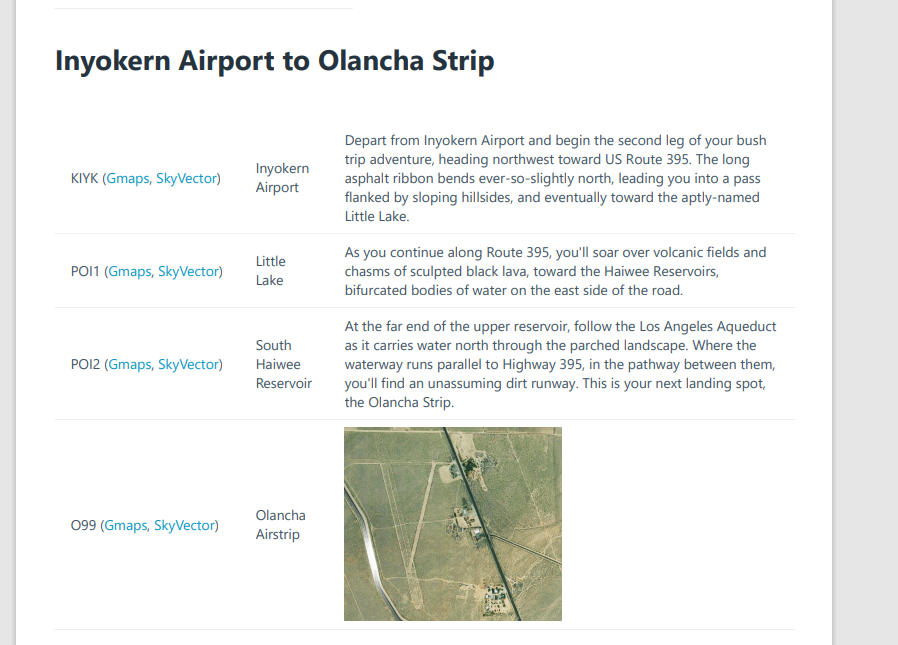 Inyokern Airport to Olancha Strip
KIYK (Gmaps, SkyVector)
Inyokern
Airport
Depart from Inyokern Airport and begin the second leg of your bush
trip adventure, heading northwest toward US Route 395. The long
asphalt ribbon bends ever-so-slightly north, leading you into a pass
flanked by sloping hillsides, and eventually toward the aptly-named
Little Lake.
POI1 (Gmaps, SkyVector)
Little
Lake
As you continue along Route 395, you'll soar over volcanic fields and
chasms of sculpted black lava, toward the Haiwee Reservoirs,
bifurcated bodies of water on the east side of the road.
POI2 (Gmaps, SkyVector)
South
Haiwee
Reservoir
At the far end of the upper reservoir, follow the Los Angeles Aqueduct
as it carries water north through the parched landscape. Where the
waterway runs parallel to Highway 395, in the pathway between them,
you'll find an unassuming dirt runway. This is your next landing spot,
the Olancha Strip.
O99 (Gmaps, SkyVector)
Olancha
Airstrip